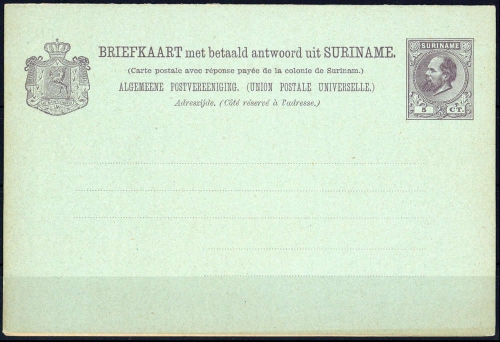 BRIEFKAART met betaald antwoord uit SURINAME.
(Carte postale avec réponse payée de la colonie de Surinam.)
ALGEMEENE POSTVEREENIGING. (UNION POSTALE UNIVERSELLE.)
Adreszijde. (Côté réservé à l'adresse.)
SURINAME
5 CT.